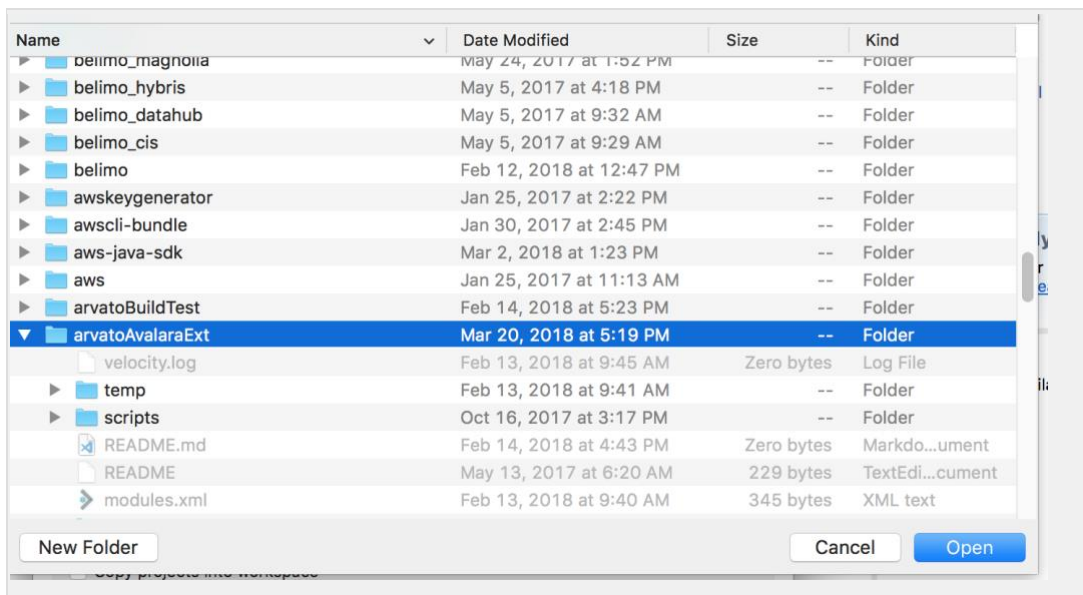 Name Date Modified Size Kind
belimo_magnolia May 24, 2017 at 1:52 PM -- Folder
belimo_hybris May 5, 2017 at 4:18 PM -- Folder
belimo_datahub May 5, 2017 at 9:32 AM -- Folder
belimo_cis May 5, 2017 at 9:29 AM -- Folder
belimo Feb 12, 2018 at 12:47 PM -- Folder
awskeygenerator Jan 25, 2017 at 2:22 PM -- Folder
awscli-bundle Jan 30, 2017 at 2:45 PM -- Folder
aws-java-sdk Mar 2, 2018 at 1:23 PM -- Folder
aws Jan 25, 2017 at 11:13 AM -- Folder
arvatoBuildTest Feb 14, 2018 at 5:23 PM -- Folder
arvatoAvalaraExt Mar 20, 2018 at 5:19 PM -- Folder
velocity.log Feb 13, 2018 at 9:45 AM Zero bytes Log File
temp Feb 13, 2018 at 9:41 AM -- Folder
scripts Oct 16, 2017 at 3:17 PM -- Folder
README.md Feb 14, 2018 at 4:43 PM Zero bytes Markdo...ument
README May 13, 2017 at 6:20 AM 229 bytes TextEdi...cument
modules.xml Feb 13, 2018 at 9:40 AM 345 bytes XML text
New Folder Cancel Open
Copy projects into workspace